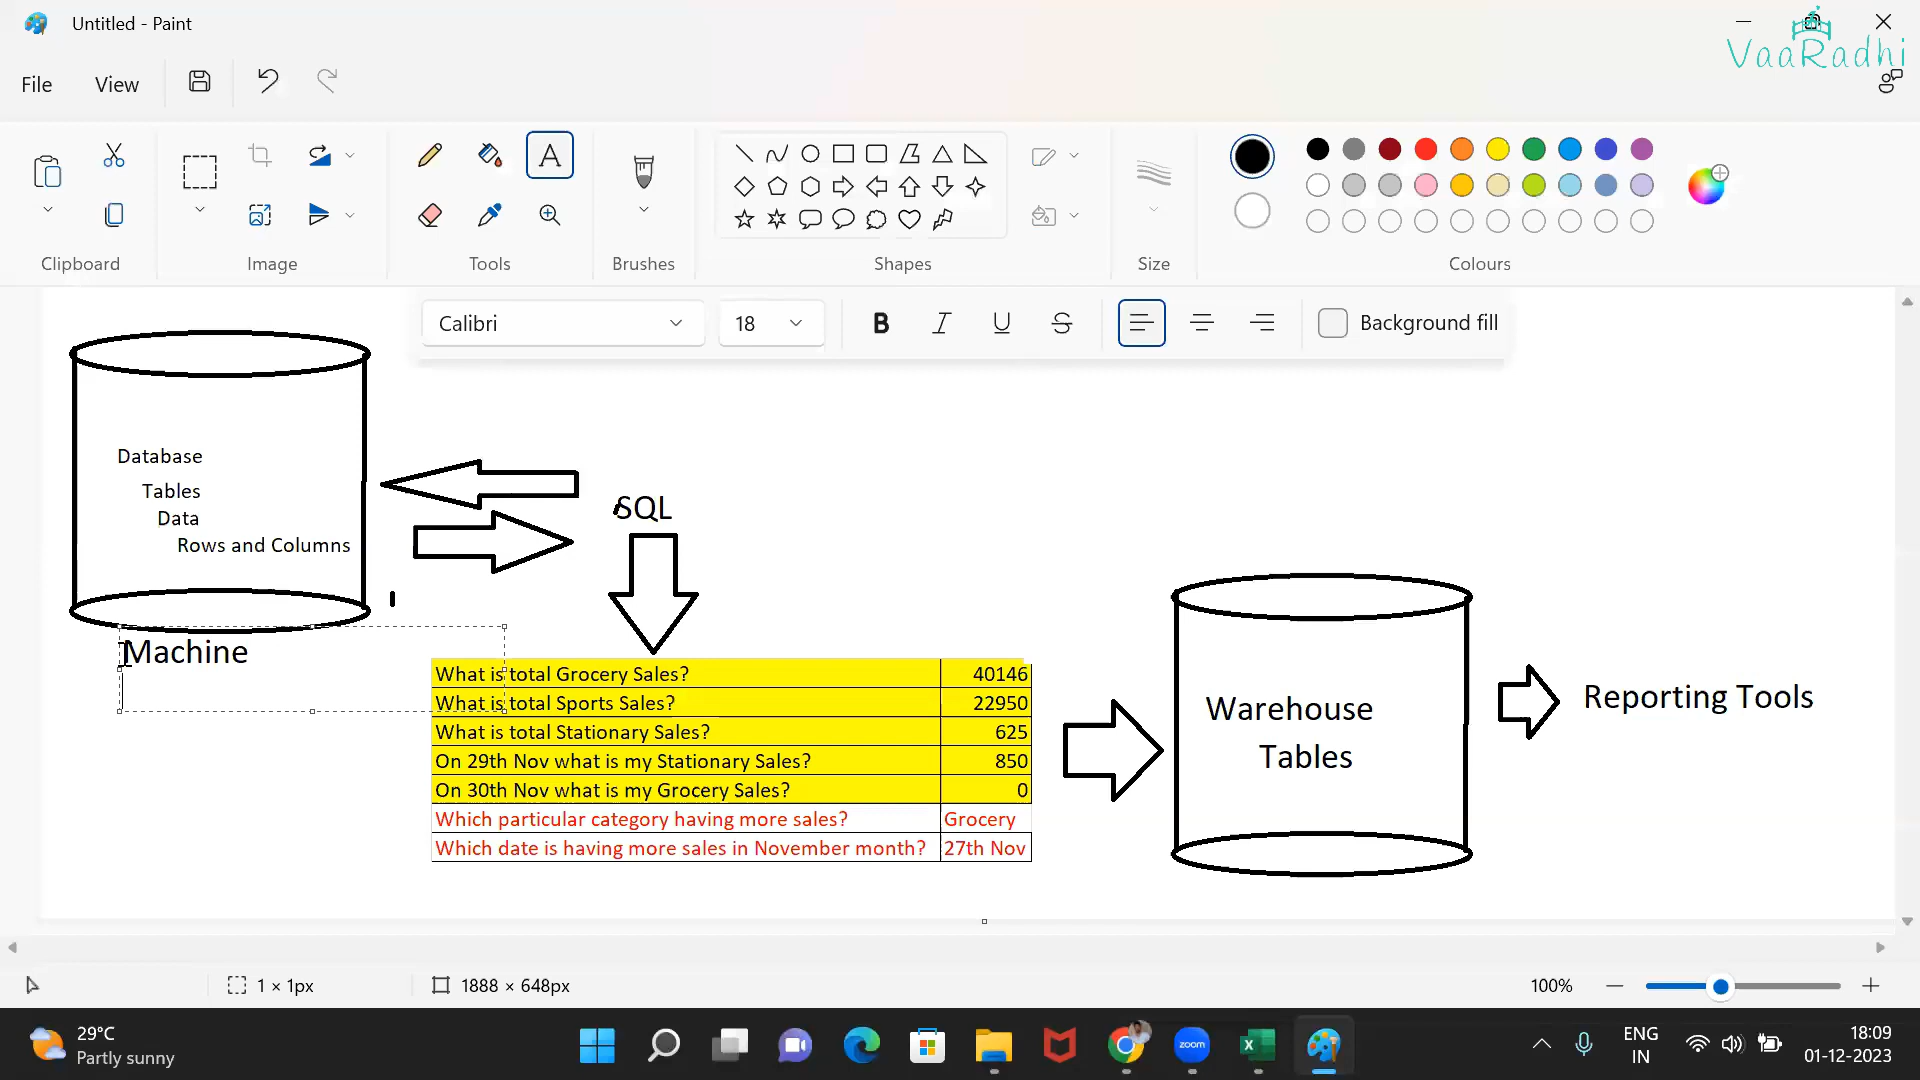 Untitled - Paint
VaaRadhi
File
View
Clipboard
Image
Tools
Brushes
Shapes
Size
Colours
Calibri
18
B
I
U
S
Background fill
Database
Tables
Data
Rows and Columns
SQL
Machine
What is total Grocery Sales? 40146
What is total Sports Sales? 22950
What is total Stationary Sales? 625
On 29th Nov what is my Stationary Sales? 850
On 30th Nov what is my Grocery Sales? 0
Which particular category having more sales? Grocery
Which date is having more sales in November month? 27th Nov
Warehouse
Tables
Reporting Tools
1 × 1px
1888 × 648px
100%
29°C
Partly sunny
zoom
ENG
IN
18:09
01-12-2023